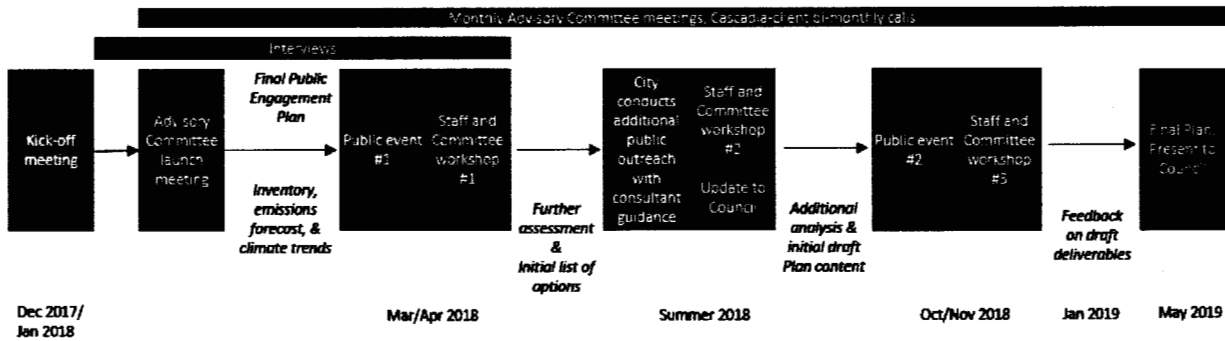 Monthly Advisory Committee meetings, Cascadia-client bi-monthly calls
Interviews
Kick-off
meeting
Advisory
Committee
launch
meeting
Final Public
Engagement
Plan
Inventory,
emissions
forecast, &
climate trends
Public event
#1
Staff and
Committee
workshop
#1
Further
assessment
&
Initial list of
options
City
conducts
additional
public
outreach
with
consultant
guidance
Staff and
Committee
workshop
#2
Update to
Council
Additional
analysis &
initial draft
Plan content
Public event
#2
Staff and
Committee
workshop
#3
Feedback
on draft
deliverables
Final Plan,
Present to
Council
Dec 2017/
Jan 2018
Mar/Apr 2018
Summer 2018
Oct/Nov 2018
Jan 2019
May 2019